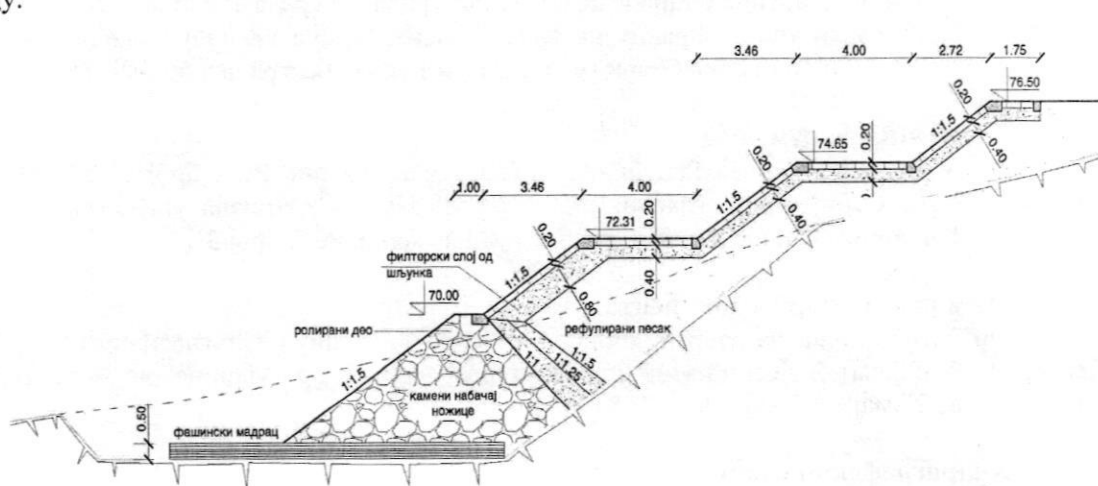 у.
3.46 4.00 2.72 1.75
76.50
0.20
1:1.5
0.40
74.65
0.20
0.20
1:1.5
0.40
1.00 3.46 4.00
72.31
0.20
0.20
0.40
1:1.5
0.60
филтерски слој од
шљунка
70.00
ролирани део
рефулирани песак
1:1.5
1:1.25
1:1
1:1.5
камени набачај
ножице
0.50
фашински мадрац